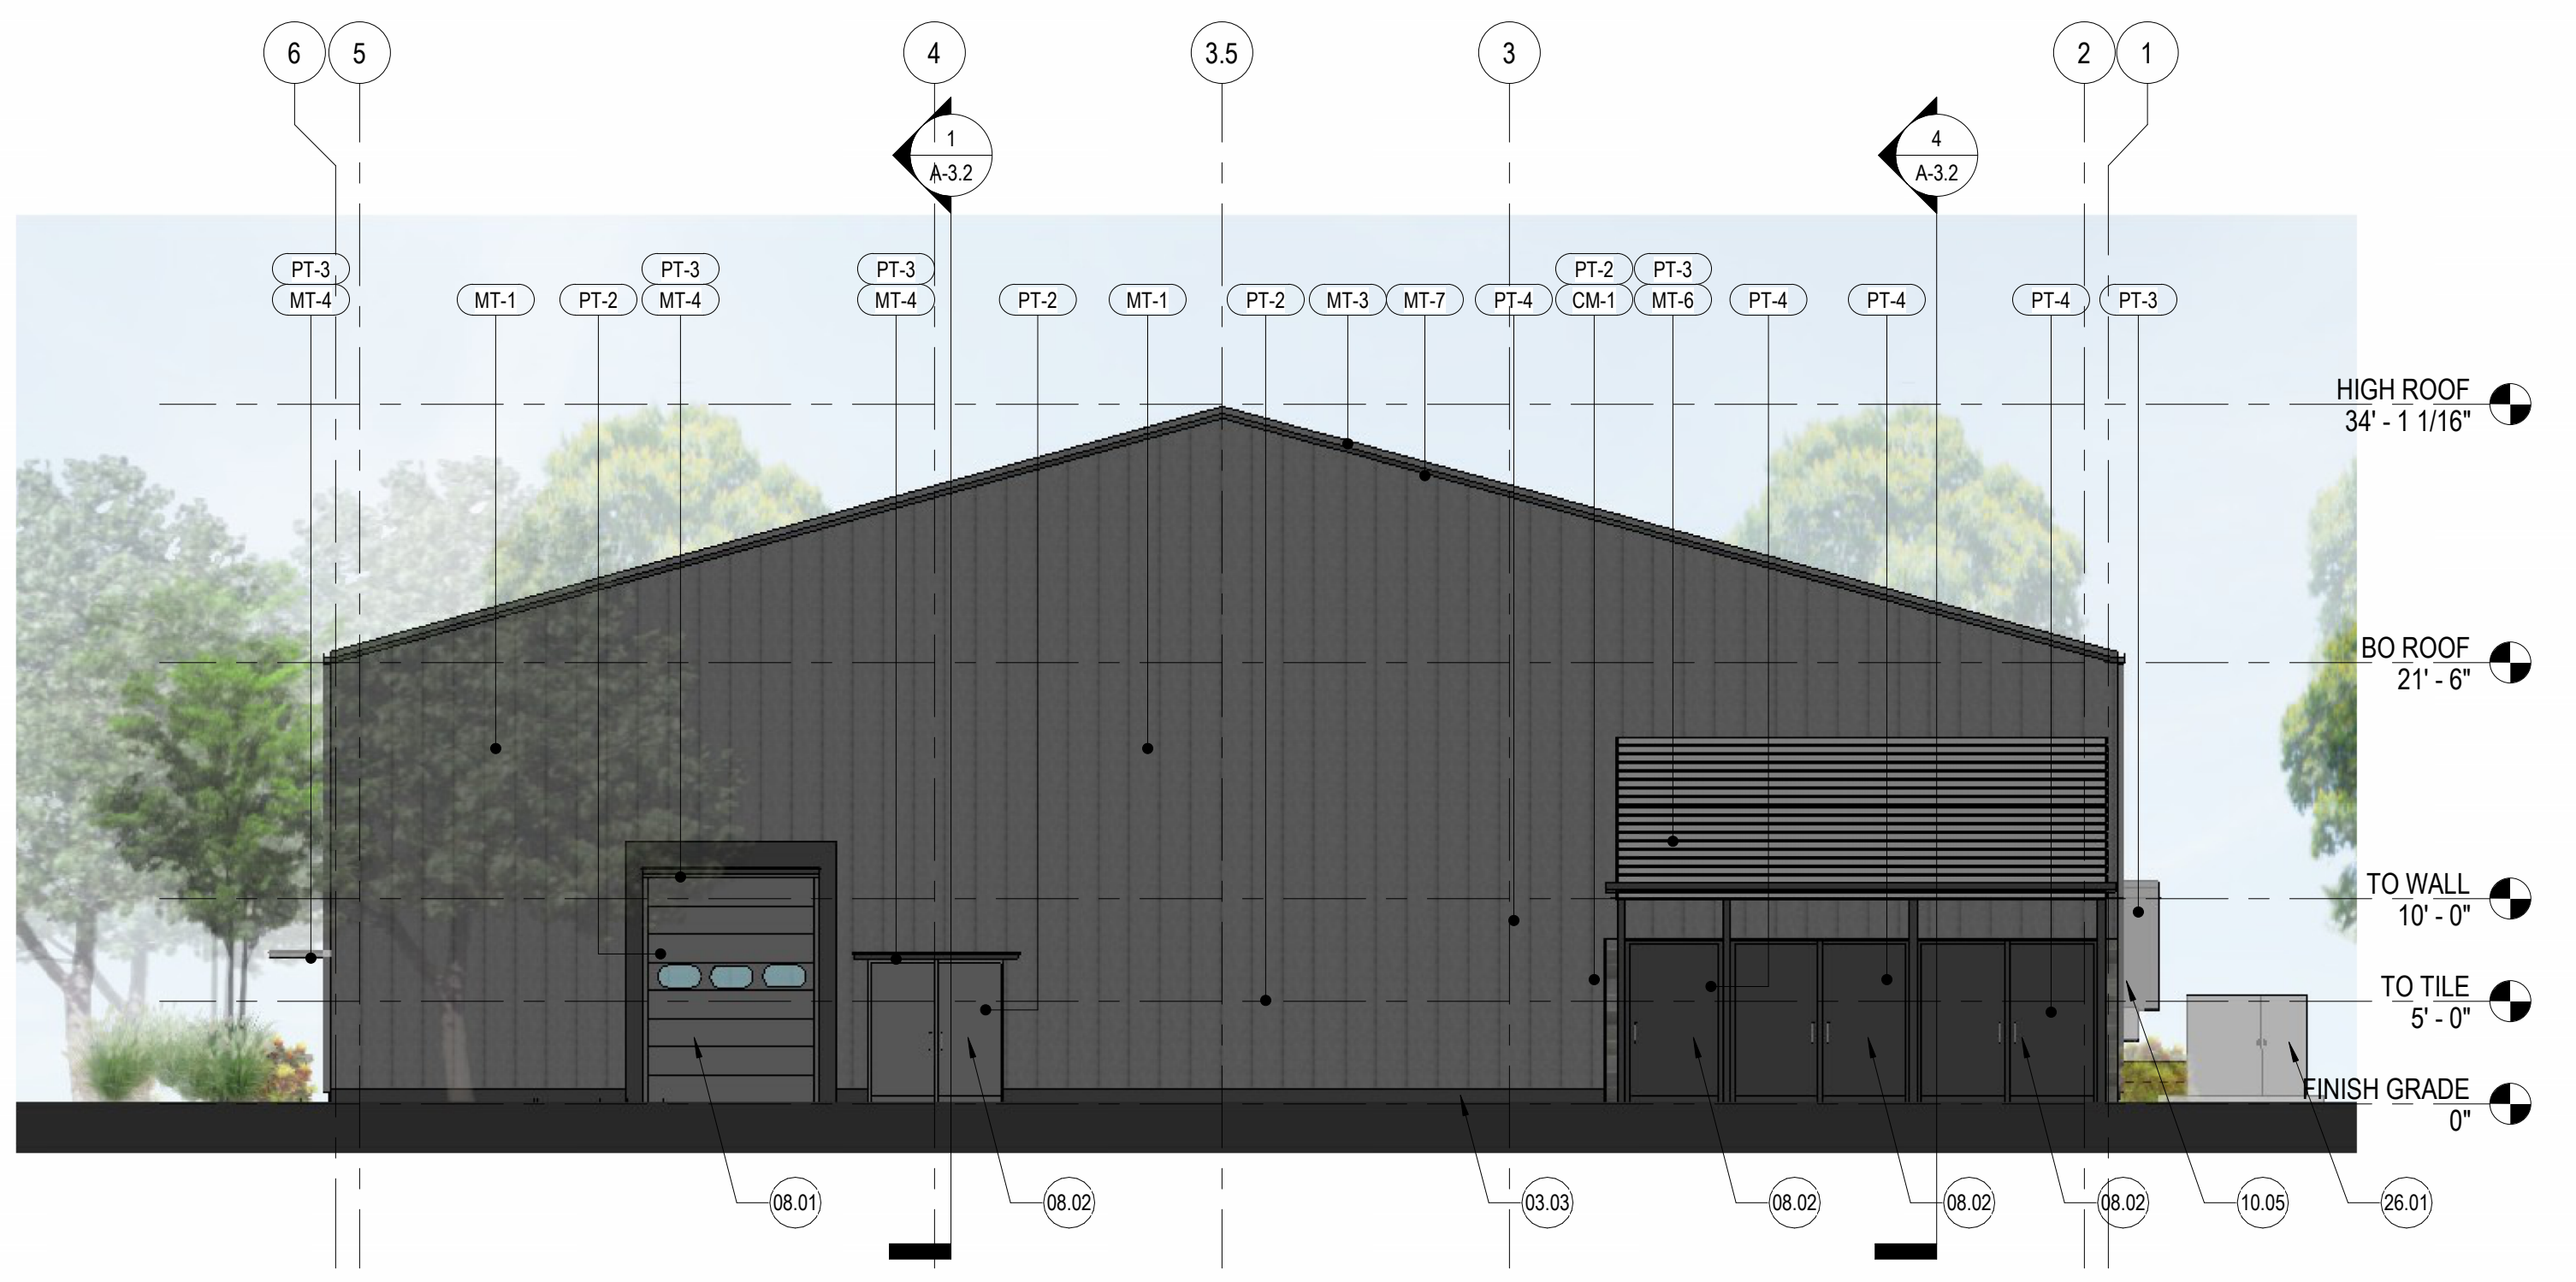 6 5 4 3.5 3 2 1
1
A-3.2
4
A-3.2
PT-3 PT-3 PT-3 PT-2 PT-3
MT-4 MT-1 PT-2 MT-4 MT-4 PT-2 MT-1 PT-2 MT-3 MT-7 PT-4 CM-1 MT-6 PT-4 PT-4 PT-4 PT-3
HIGH ROOF
34' - 1 1/16"
BO ROOF
21' - 6"
TO WALL
10' - 0"
TO TILE
5' - 0"
FINISH GRADE
0"
08.01 08.02 03.03 08.02 08.02 08.02 10.05 26.01